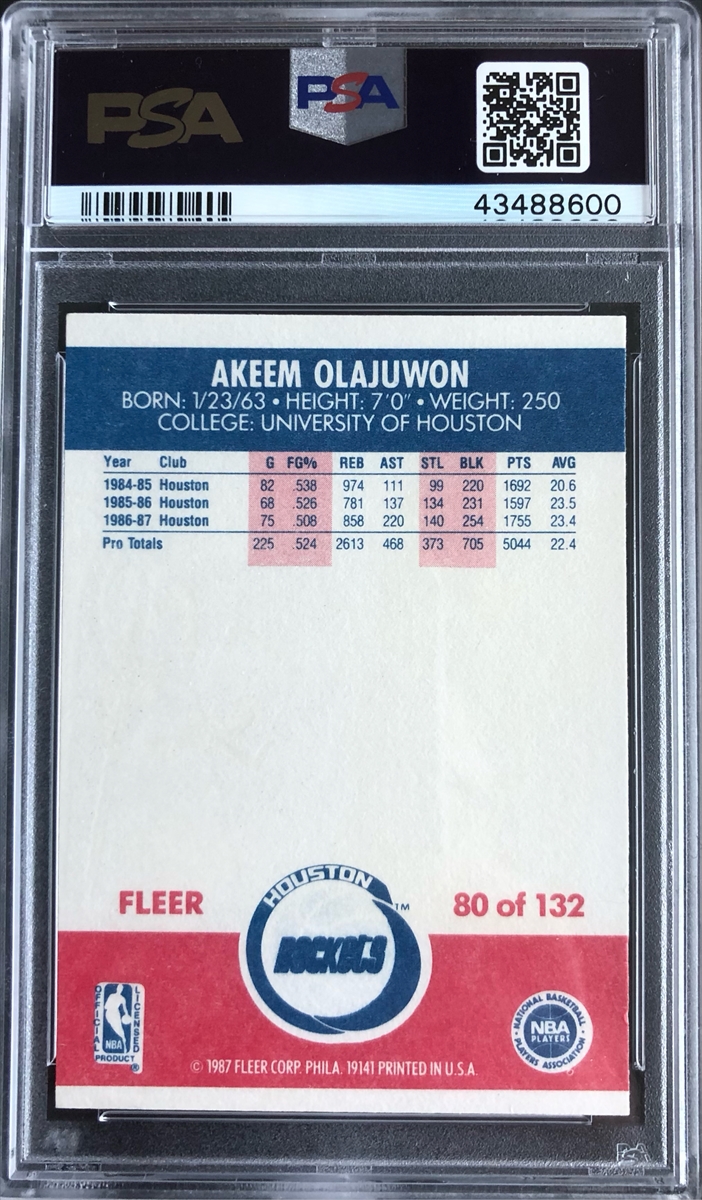 PSA
PSA
43488600
AKEEM OLAJUWON
BORN: 1/23/63 • HEIGHT: 7'0" • WEIGHT: 250
COLLEGE: UNIVERSITY OF HOUSTON
Year Club G FG% REB AST STL BLK PTS AVG
1984-85 Houston 82 .538 974 111 99 220 1692 20.6
1985-86 Houston 68 .526 781 137 134 231 1597 23.5
1986-87 Houston 75 .508 858 220 140 254 1755 23.4
Pro Totals 225 .524 2613 468 373 705 5044 22.4
FLEER
HOUSTON
ROCKETS
TM
80 of 132
OFFICIAL LICENSED
NBA
PRODUCT ®
NATIONAL BASKETBALL
NBA
PLAYERS
PLAYERS ASSOCIATION
© 1987 FLEER CORP. PHILA. 19141 PRINTED IN U.S.A.
PSA